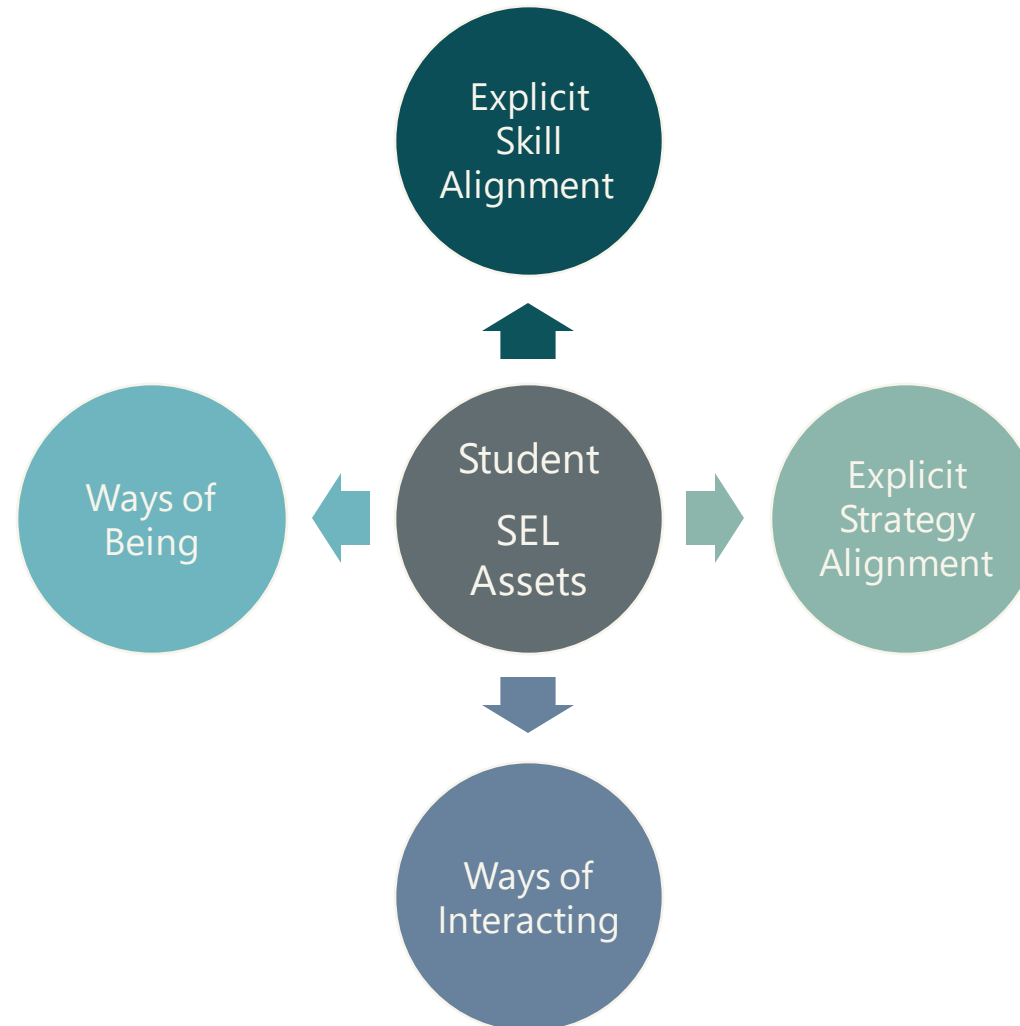 Explicit
Skill
Alignment
Ways of
Being
Student
SEL
Assets
Explicit
Strategy
Alignment
Ways of
Interacting